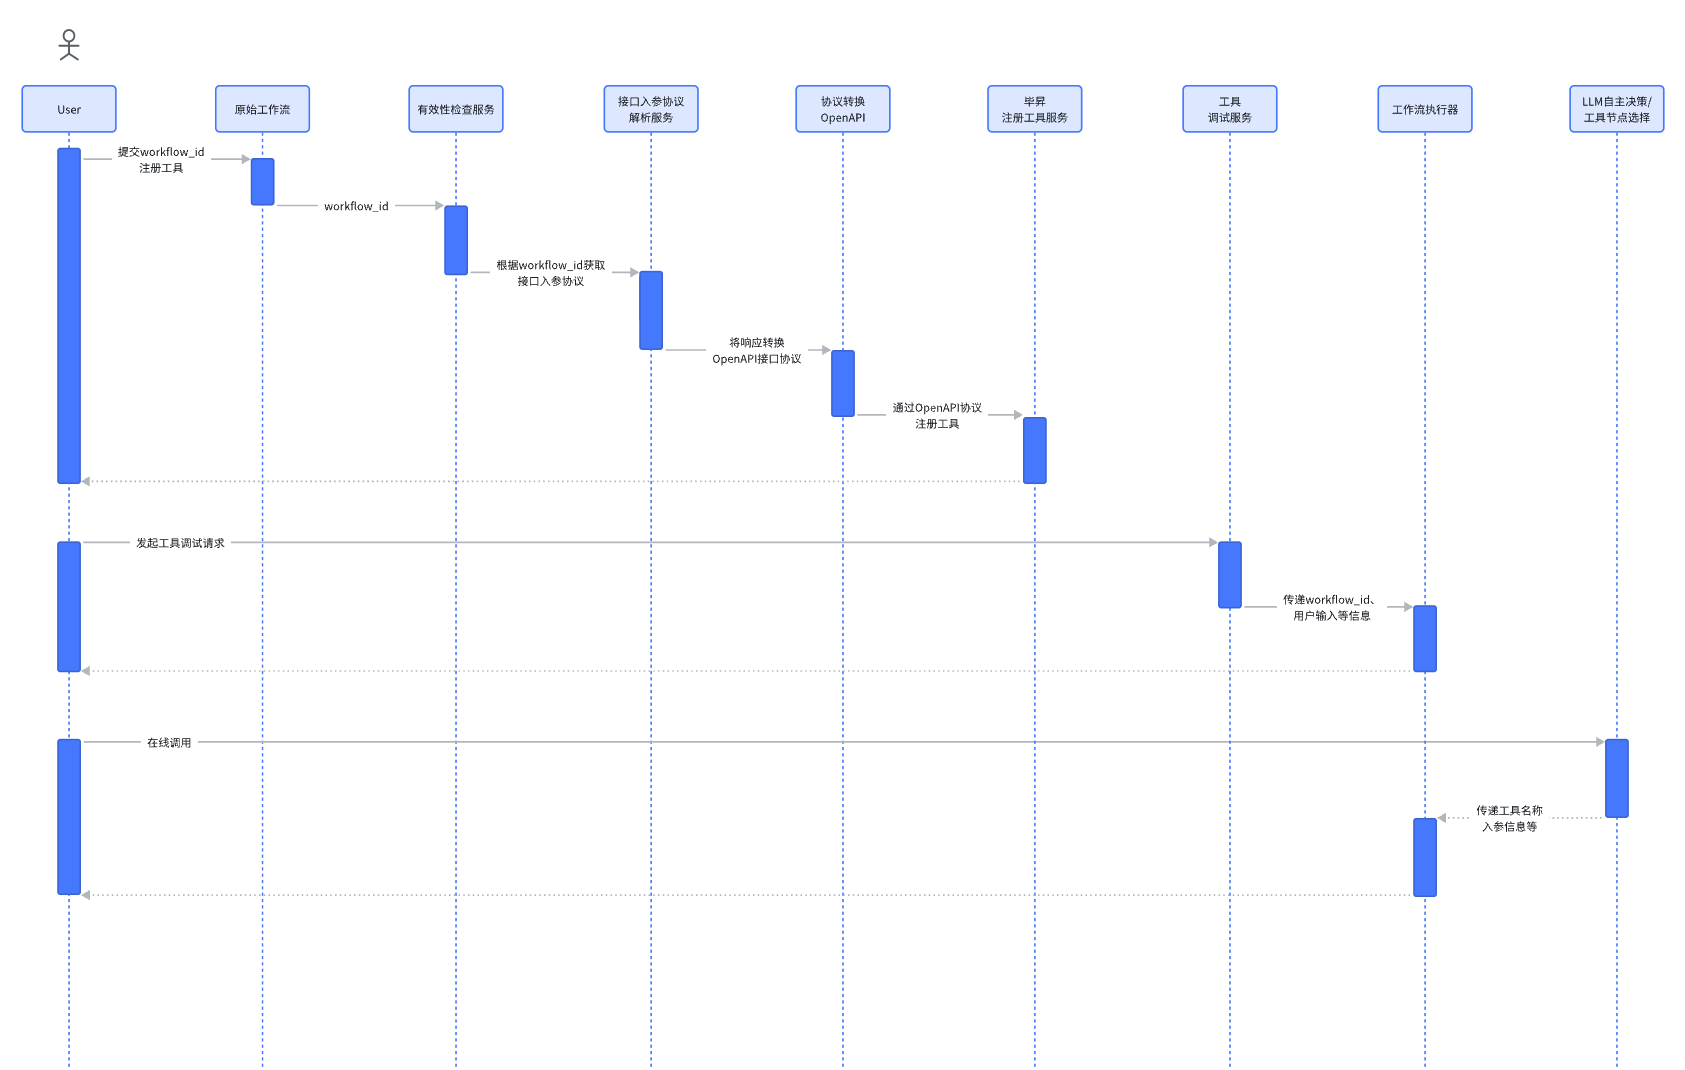 User
原始工作流
有效性检查服务
接口入参协议
解析服务
协议转换
OpenAPI
毕昇
注册工具服务
工具
调试服务
工作流执行器
LLM自主决策/
工具节点选择
提交workflow_id
注册工具
workflow_id
根据workflow_id获取
接口入参协议
将响应转换
OpenAPI接口协议
通过OpenAPI协议
注册工具
发起工具调试请求
传递workflow_id、
用户输入等信息
在线调用
传递工具名称
入参信息等